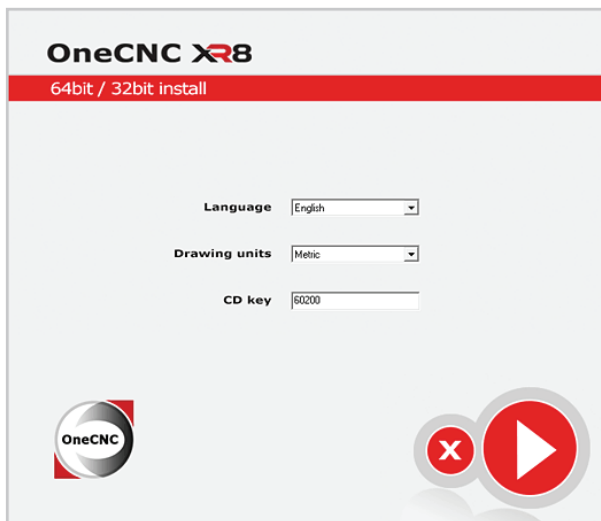 OneCNC XR8
64bit / 32bit install
Language English
Drawing units Metric
CD key 60200
OneCNC
X